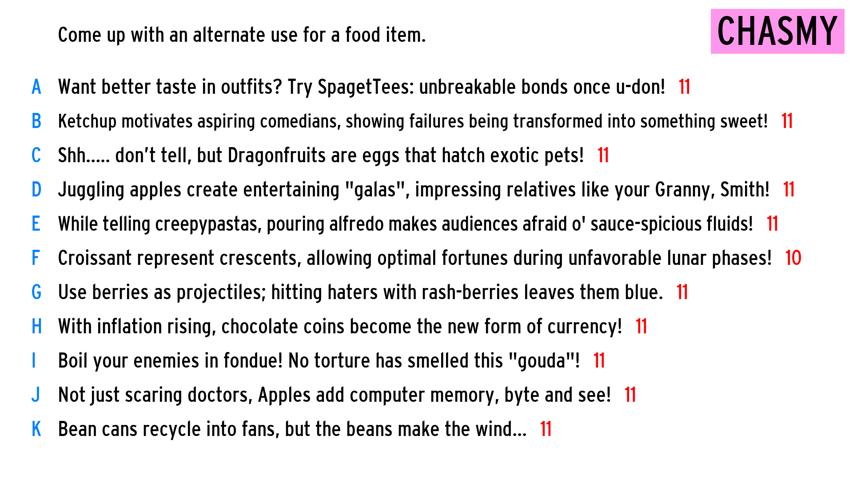 Come up with an alternate use for a food item.
CHASMY
A Want better taste in outfits? Try SpagetTees: unbreakable bonds once u-don! 11
B Ketchup motivates aspiring comedians, showing failures being transformed into something sweet! 11
C Shh..... don't tell, but Dragonfruits are eggs that hatch exotic pets! 11
D Juggling apples create entertaining "galas", impressing relatives like your Granny, Smith! 11
E While telling creepypastas, pouring alfredo makes audiences afraid o' sauce-spicious fluids! 11
F Croissant represent crescents, allowing optimal fortunes during unfavorable lunar phases! 10
G Use berries as projectiles; hitting haters with rash-berries leaves them blue. 11
H With inflation rising, chocolate coins become the new form of currency! 11
I Boil your enemies in fondue! No torture has smelled this "gouda"! 11
J Not just scaring doctors, Apples add computer memory, byte and see! 11
K Bean cans recycle into fans, but the beans make the wind... 11